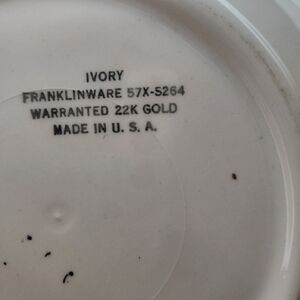 IVORY
FRANKLINWARE 57X-S264
WARRANTED 22K GOLD
MADE IN U. S. A.